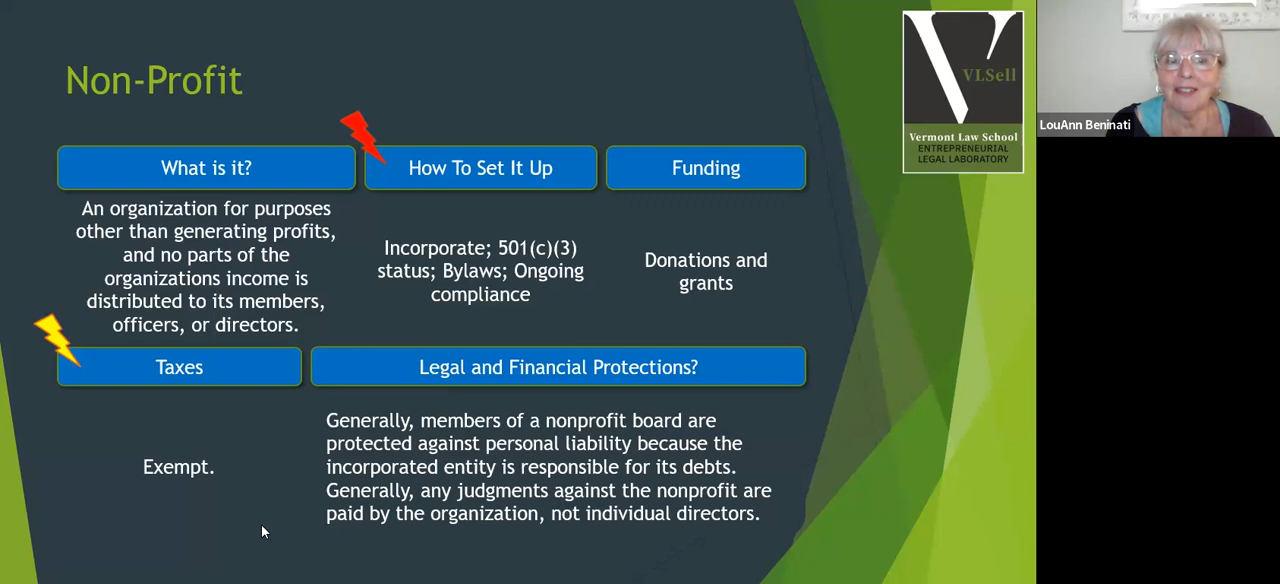 Non-Profit
VLSell
Vermont Law School
ENTREPRENEURIAL
LEGAL LABORATORY
LouAnn Beninati
What is it?
An organization for purposes
other than generating profits,
and no parts of the
organizations income is
distributed to its members,
officers, or directors.
How To Set It Up
Incorporate; 501(c)(3)
status; Bylaws; Ongoing
compliance
Funding
Donations and
grants
Taxes
Exempt.
Legal and Financial Protections?
Generally, members of a nonprofit board are
protected against personal liability because the
incorporated entity is responsible for its debts.
Generally, any judgments against the nonprofit are
paid by the organization, not individual directors.